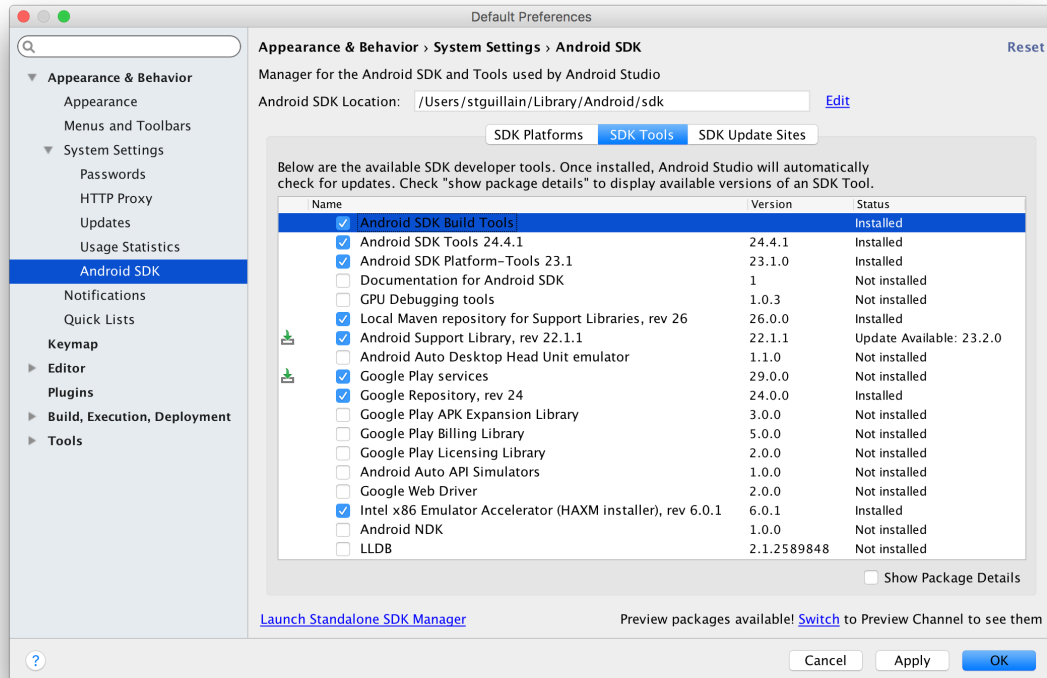 Default Preferences
Appearance & Behavior
Appearance
Menus and Toolbars
System Settings
Passwords
HTTP Proxy
Updates
Usage Statistics
Android SDK
Notifications
Quick Lists
Keymap
Editor
Plugins
Build, Execution, Deployment
Tools
Appearance & Behavior › System Settings › Android SDK
Reset
Manager for the Android SDK and Tools used by Android Studio
Android SDK Location: /Users/stguillain/Library/Android/sdk Edit
SDK Platforms SDK Tools SDK Update Sites
Below are the available SDK developer tools. Once installed, Android Studio will automatically
check for updates. Check "show package details" to display available versions of an SDK Tool.
Name Version Status
Android SDK Build Tools Installed
Android SDK Tools 24.4.1 24.4.1 Installed
Android SDK Platform-Tools 23.1 23.1.0 Installed
Documentation for Android SDK 1 Not installed
GPU Debugging tools 1.0.3 Not installed
Local Maven repository for Support Libraries, rev 26 26.0.0 Installed
Android Support Library, rev 22.1.1 22.1.1 Update Available: 23.2.0
Android Auto Desktop Head Unit emulator 1.1.0 Not installed
Google Play services 29.0.0 Not installed
Google Repository, rev 24 24.0.0 Installed
Google Play APK Expansion Library 3.0.0 Not installed
Google Play Billing Library 5.0.0 Not installed
Google Play Licensing Library 2.0.0 Not installed
Android Auto API Simulators 1.0.0 Not installed
Google Web Driver 2.0.0 Not installed
Intel x86 Emulator Accelerator (HAXM installer), rev 6.0.1 6.0.1 Installed
Android NDK 1.0.0 Not installed
LLDB 2.1.2589848 Not installed
Show Package Details
Launch Standalone SDK Manager
Preview packages available! Switch to Preview Channel to see them
? Cancel Apply OK